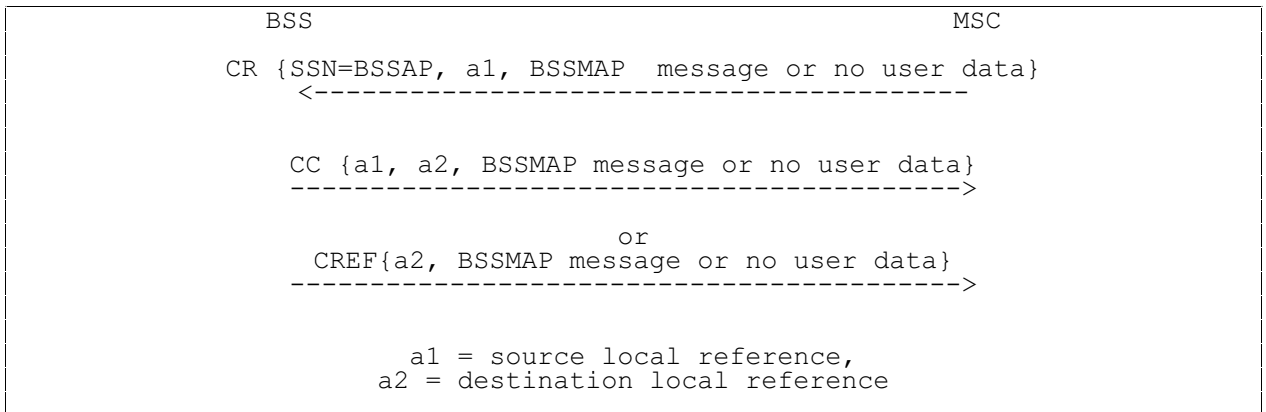 BSS MSC
CR {SSN=BSSAP, a1, BSSMAP message or no user data}
<-----------------------------------------
CC {a1, a2, BSSMAP message or no user data}
------------------------------------------>
or
CREF{a2, BSSMAP message or no user data}
------------------------------------------>
a1 = source local reference,
a2 = destination local reference